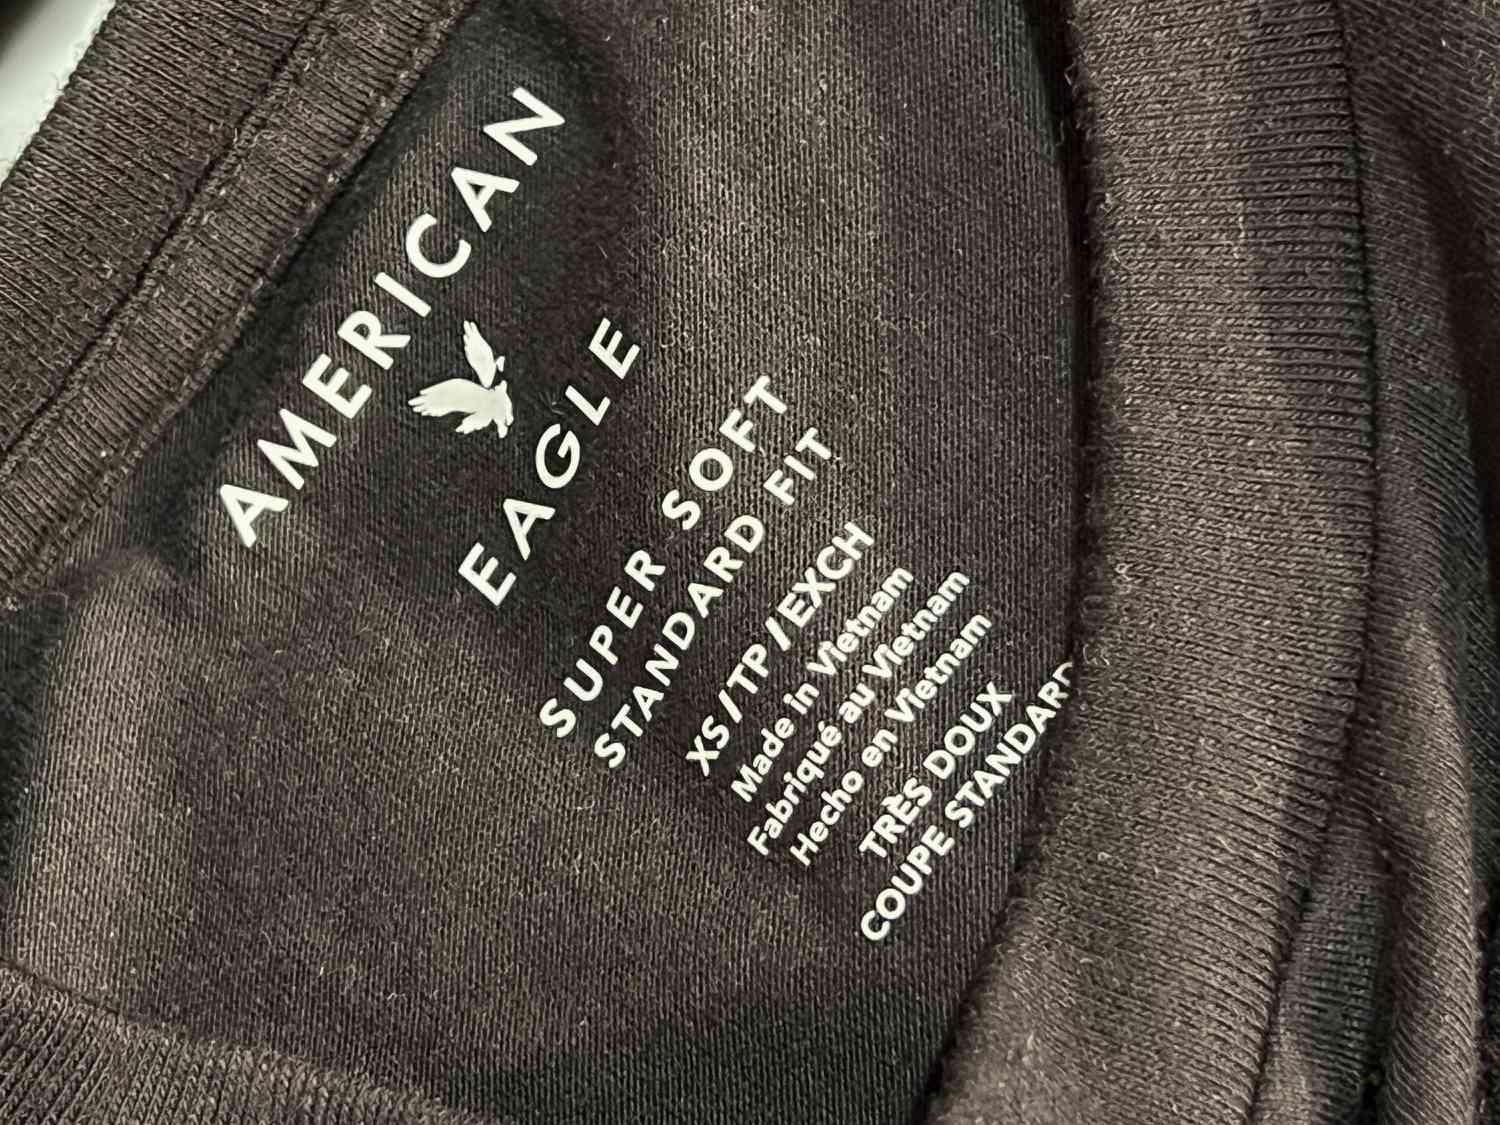 AMERICAN
EAGLE
SUPER SOFT
STANDARD FIT
XS/TP/EXCH
Made in Vietnam
Fabriqué au Vietnam
Hecho en Vietnam
TRÈS DOUX
COUPE STANDARD